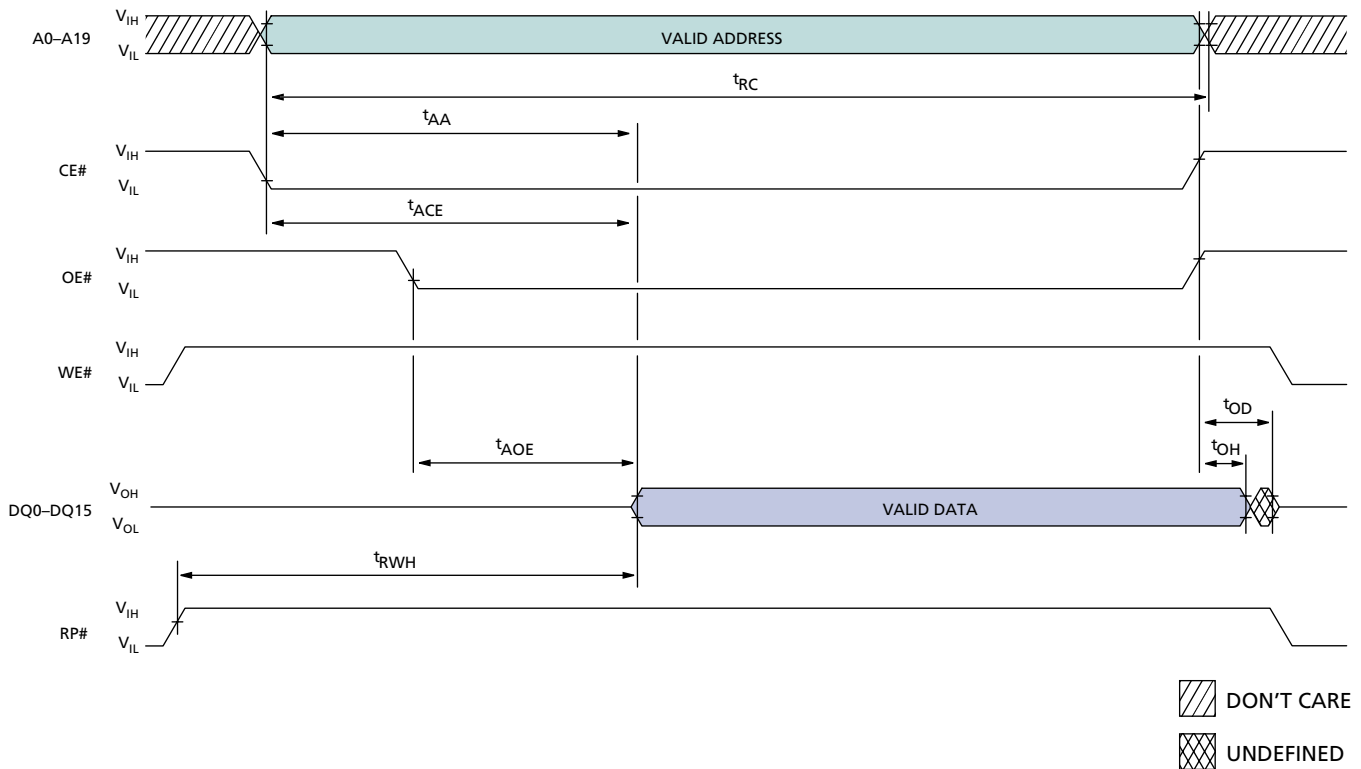 A0–A19
VIH
VIL
VALID ADDRESS
tRC
tAA
CE#
VIH
VIL
tACE
OE#
VIH
VIL
WE#
VIH
VIL
tOD
tAOE
tOH
DQ0–DQ15
VOH
VOL
VALID DATA
tRWH
RP#
VIH
VIL
DON'T CARE
UNDEFINED